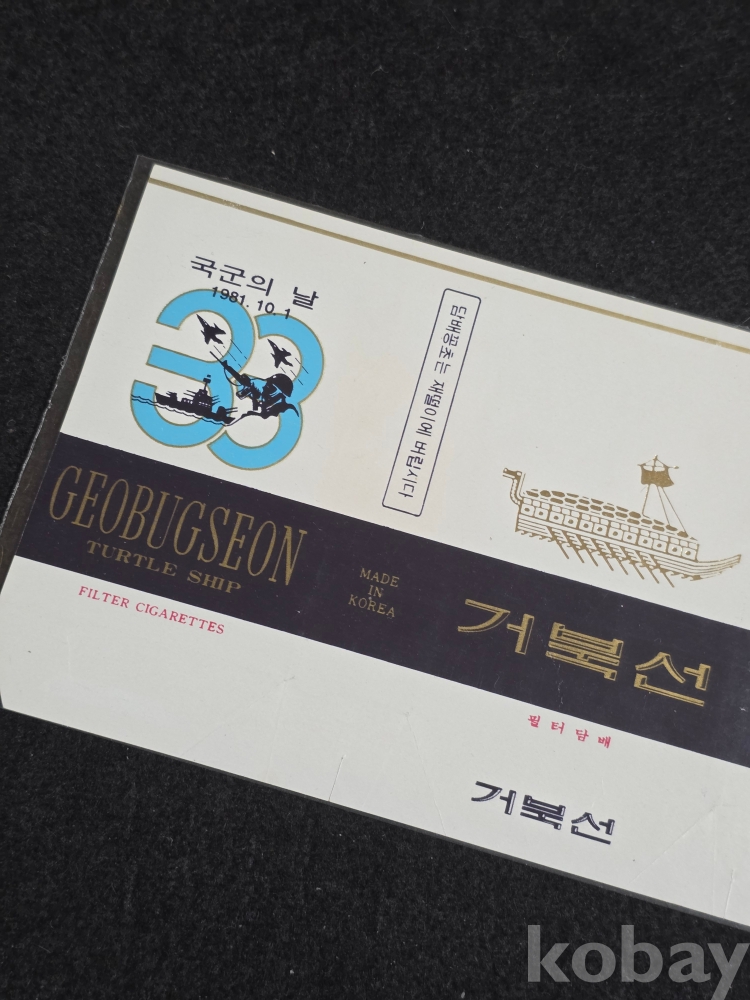 국군의 날
1981. 10. 1
33
담배꽁초는 재떨이에 버립시다
GEOBUGSEON
TURTLE SHIP
MADE
IN
KOREA
거북선
FILTER CIGARETTES
필터담배
거북선
kobay